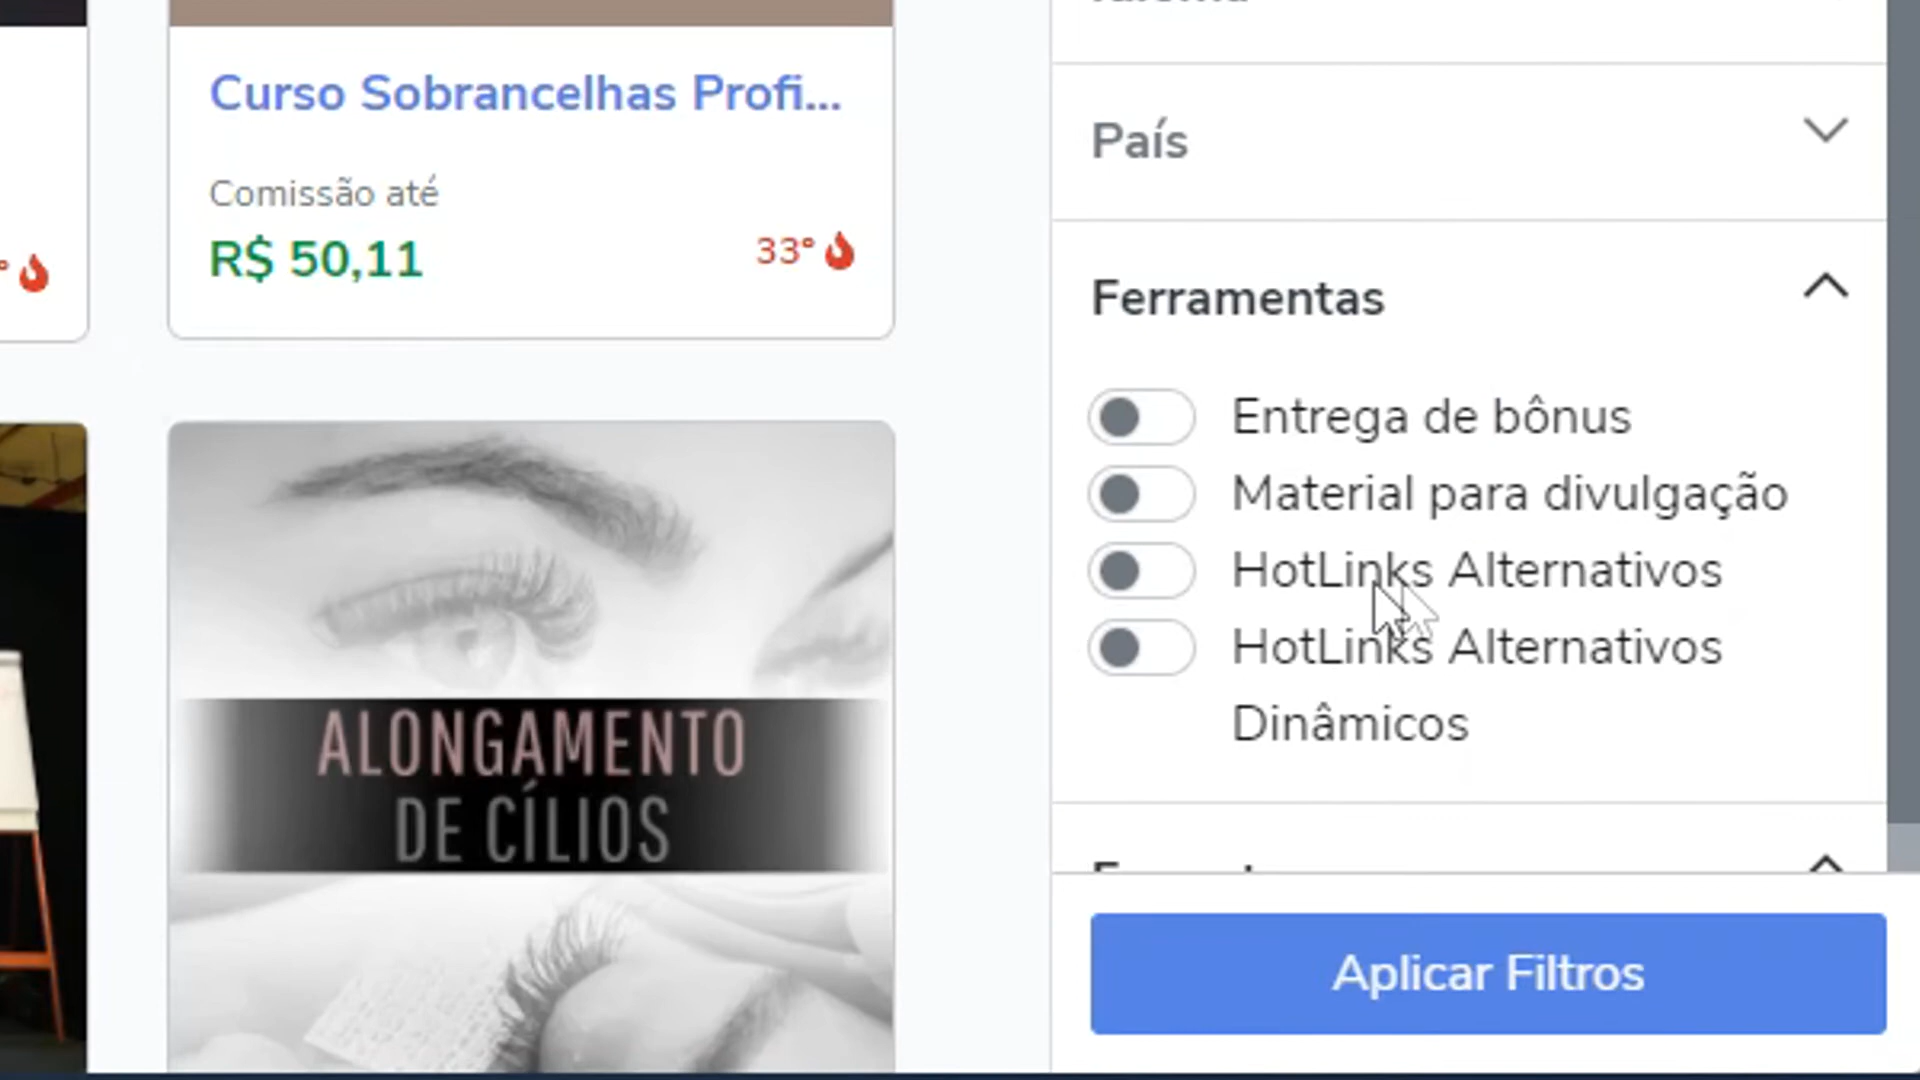 Curso Sobrancelhas Profi...
Comissão até
R$ 50,11
33°
ALONGAMENTO
DE CÍLIOS
País
Ferramentas
Entrega de bônus
Material para divulgação
HotLinks Alternativos
HotLinks Alternativos
Dinâmicos
Aplicar Filtros